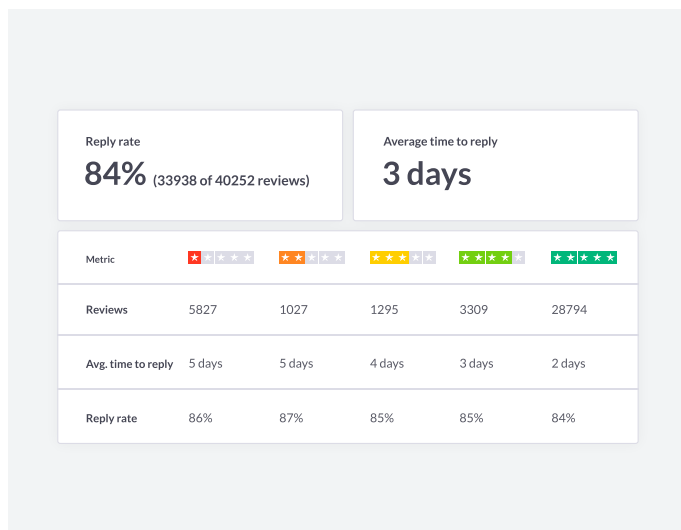 Reply rate
84% (33938 of 40252 reviews)
Average time to reply
3 days
Metric
Reviews 5827 1027 1295 3309 28794
Avg. time to reply 5 days 5 days 4 days 3 days 2 days
Reply rate 86% 87% 85% 85% 84%